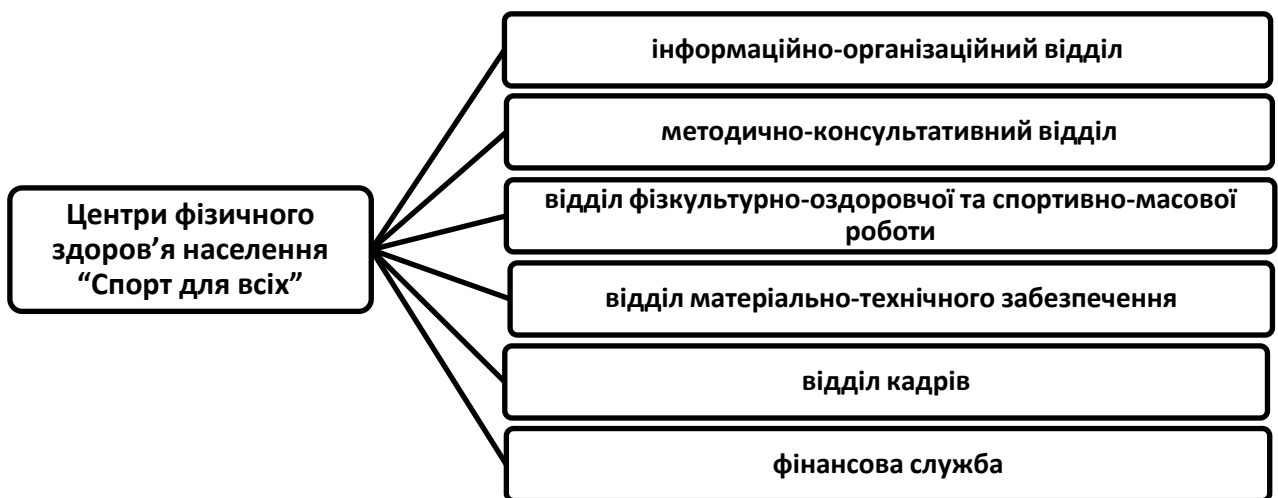 Центри фізичного
здоров’я населення
“Спорт для всіх”
інформаційно-організаційний відділ
методично-консультативний відділ
відділ фізкультурно-оздоровчої та спортивно-масової
роботи
відділ матеріально-технічного забезпечення
відділ кадрів
фінансова служба